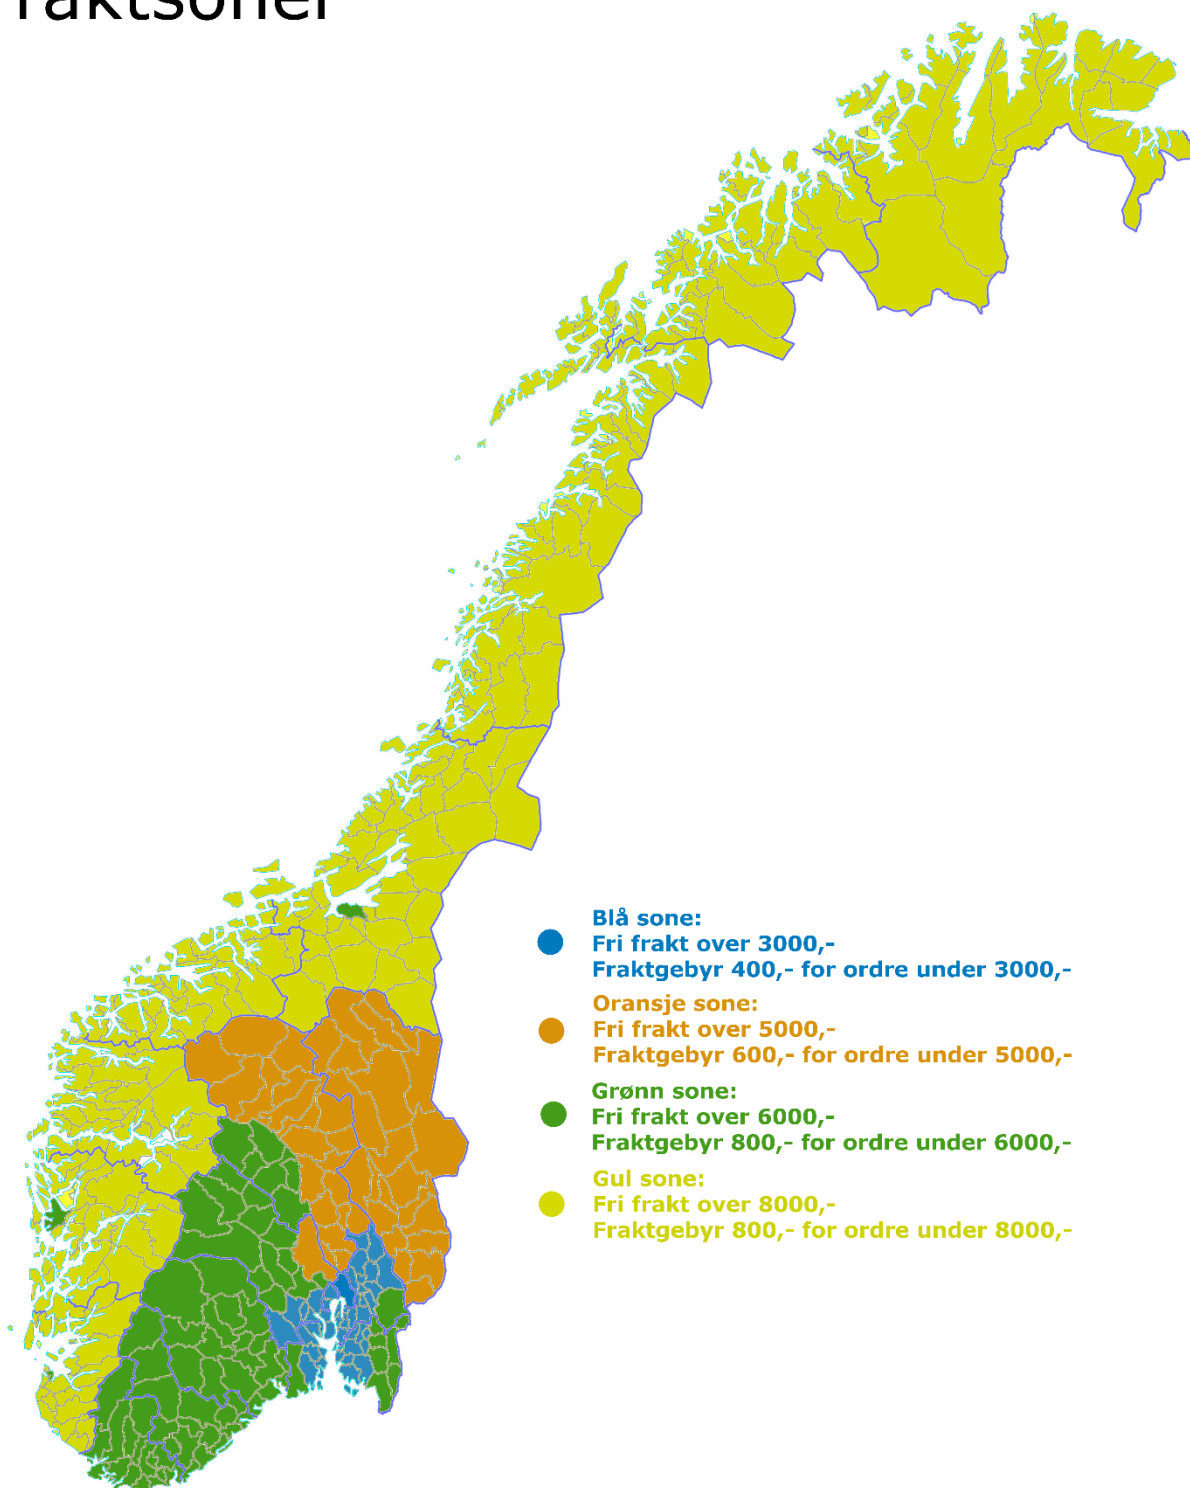 raktsoner
Blå sone:
Fri frakt over 3000,-
Fraktgebyr 400,- for ordre under 3000,-
Oransje sone:
Fri frakt over 5000,-
Fraktgebyr 600,- for ordre under 5000,-
Grønn sone:
Fri frakt over 6000,-
Fraktgebyr 800,- for ordre under 6000,-
Gul sone:
Fri frakt over 8000,-
Fraktgebyr 800,- for ordre under 8000,-